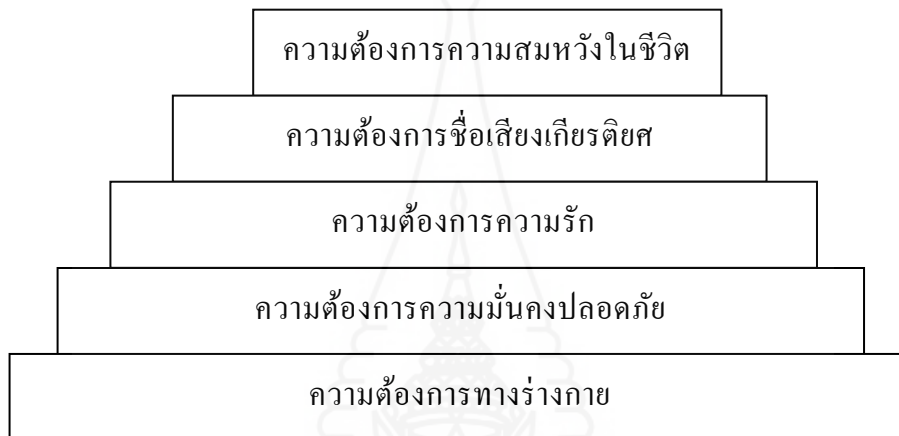 ความต้องการความสมหวังในชีวิต
ความต้องการชื่อเสียงเกียรติยศ
ความต้องการความรัก
ความต้องการความมั่นคงปลอดภัย
ความต้องการทางร่างกาย